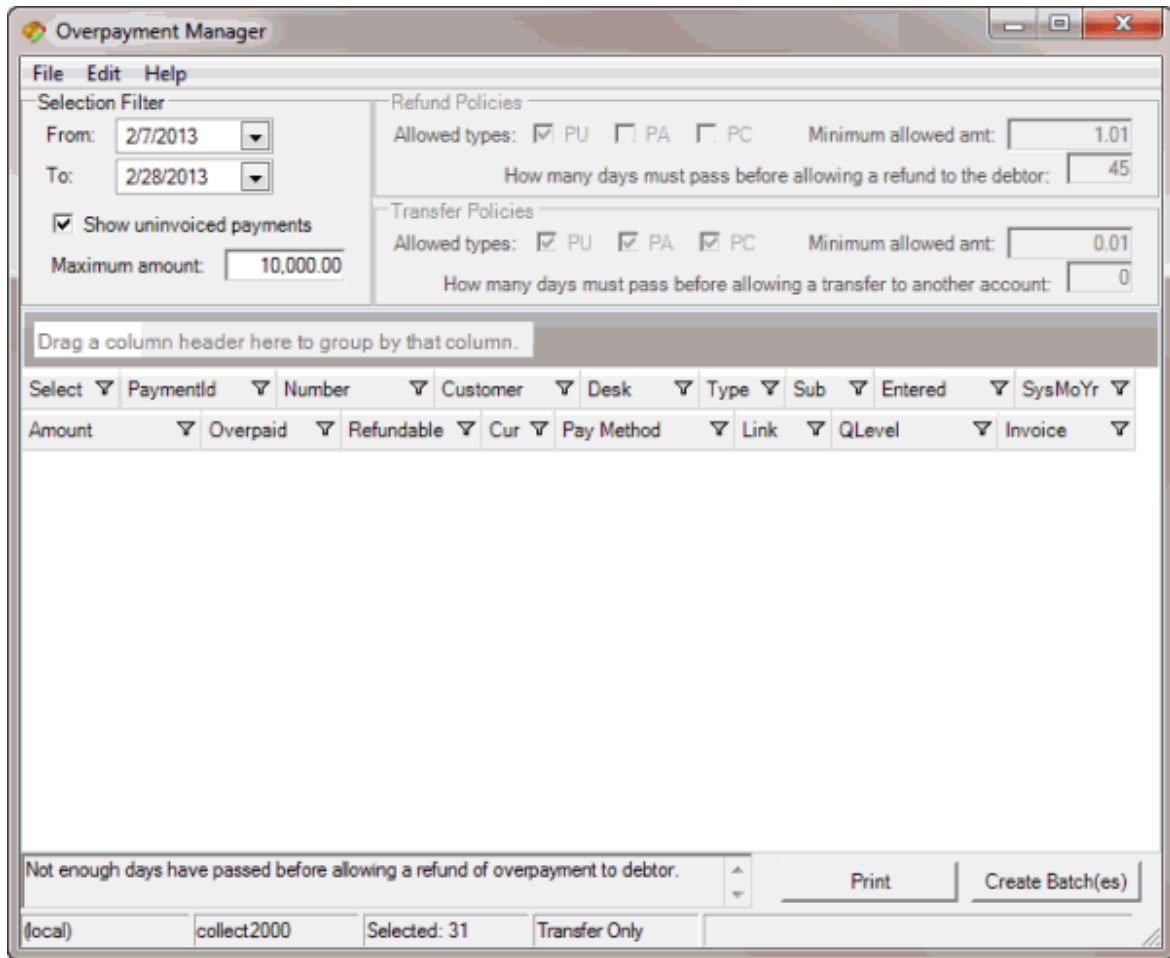 Overpayment Manager
File Edit Help
Selection Filter
From: 2/7/2013
To: 2/28/2013
Show uninvoiced payments
Maximum amount: 10,000.00
Refund Policies
Allowed types: PU PA PC Minimum allowed amt: 1.01
How many days must pass before allowing a refund to the debtor: 45
Transfer Policies
Allowed types: PU PA PC Minimum allowed amt: 0.01
How many days must pass before allowing a transfer to another account: 0
Drag a column header here to group by that column.
Select PaymentId Number Customer Desk Type Sub Entered SysMoYr
Amount Overpaid Refundable Cur Pay Method Link QLevel Invoice
Not enough days have passed before allowing a refund of overpayment to debtor.
Print Create Batch(es)
(local) collect2000 Selected: 31 Transfer Only